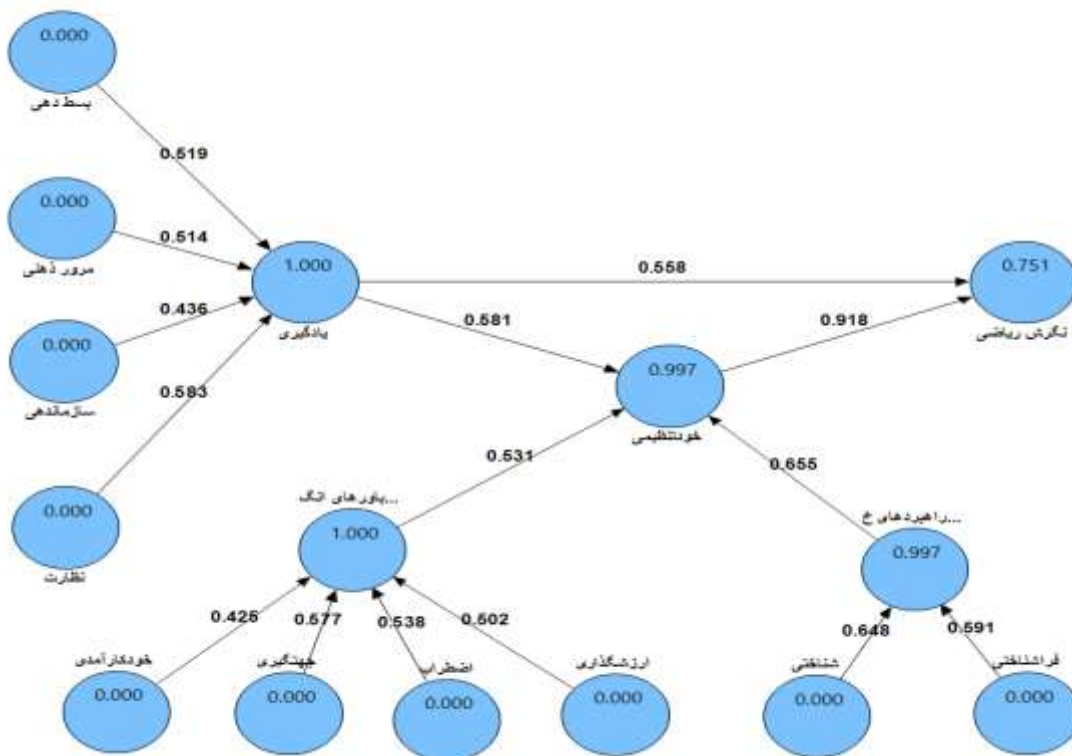 0.000
بسط دهی
0.519
0.000
مرور ذهنی
0.514
0.000
سازماندهی
0.436
0.000
نظارت
0.583
1.000
یادگیری
0.558
0.751
نگرش ریاضی
0.581
0.918
0.997
خودتنظیمی
0.531
0.655
باورهای انگ...
1.000
راهبردهای خ...
0.997
0.425
0.577
0.538
0.502
0.648
0.591
خودکارآمدی
0.000
جهتگیری
0.000
اضطراب
0.000
ارزشگذاری
0.000
شناختی
0.000
فراشناختی
0.000